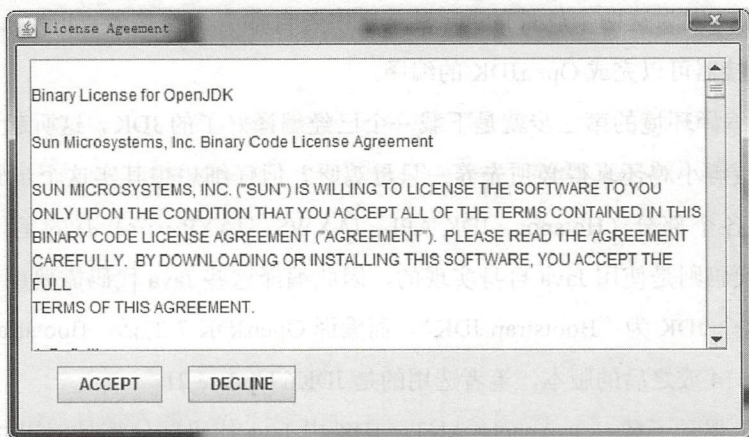 License Ageement
Binary License for OpenJDK
Sun Microsystems, Inc. Binary Code License Agreement
SUN MICROSYSTEMS, INC. ("SUN") IS WILLING TO LICENSE THE SOFTWARE TO YOU
ONLY UPON THE CONDITION THAT YOU ACCEPT ALL OF THE TERMS CONTAINED IN THIS
BINARY CODE LICENSE AGREEMENT ("AGREEMENT"). PLEASE READ THE AGREEMENT
CAREFULLY. BY DOWNLOADING OR INSTALLING THIS SOFTWARE, YOU ACCEPT THE
FULL
TERMS OF THIS AGREEMENT.
ACCEPT
DECLINE